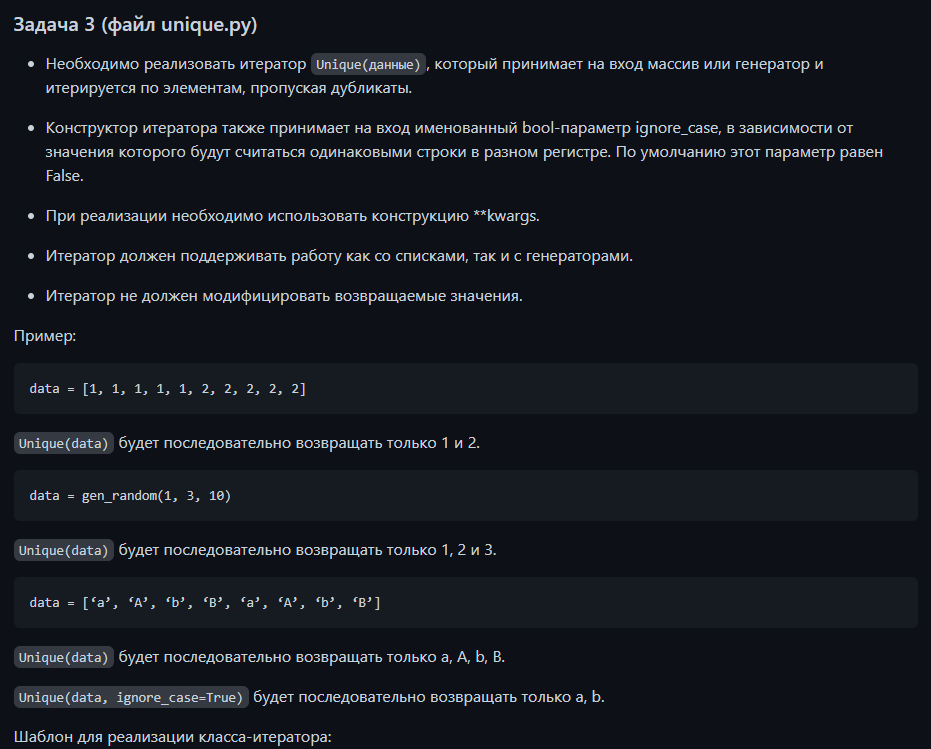 Задача 3 (файл unique.py)
Необходимо реализовать итератор Unique(данные), который принимает на вход массив или генератор и
итерируется по элементам, пропуская дубликаты.
Конструктор итератора также принимает на вход именованный bool-параметр ignore_case, в зависимости от
значения которого будут считаться одинаковыми строки в разном регистре. По умолчанию этот параметр равен
False.
При реализации необходимо использовать конструкцию **kwargs.
Итератор должен поддерживать работу как со списками, так и с генераторами.
Итератор не должен модифицировать возвращаемые значения.
Пример:
data = [1, 1, 1, 1, 1, 2, 2, 2, 2, 2]
Unique(data) будет последовательно возвращать только 1 и 2.
data = gen_random(1, 3, 10)
Unique(data) будет последовательно возвращать только 1, 2 и 3.
data = [‘a’, ‘A’, ‘b’, ‘B’, ‘a’, ‘A’, ‘b’, ‘B’]
Unique(data) будет последовательно возвращать только a, A, b, B.
Unique(data, ignore_case=True) будет последовательно возвращать только a, b.
Шаблон для реализации класса-итератора: